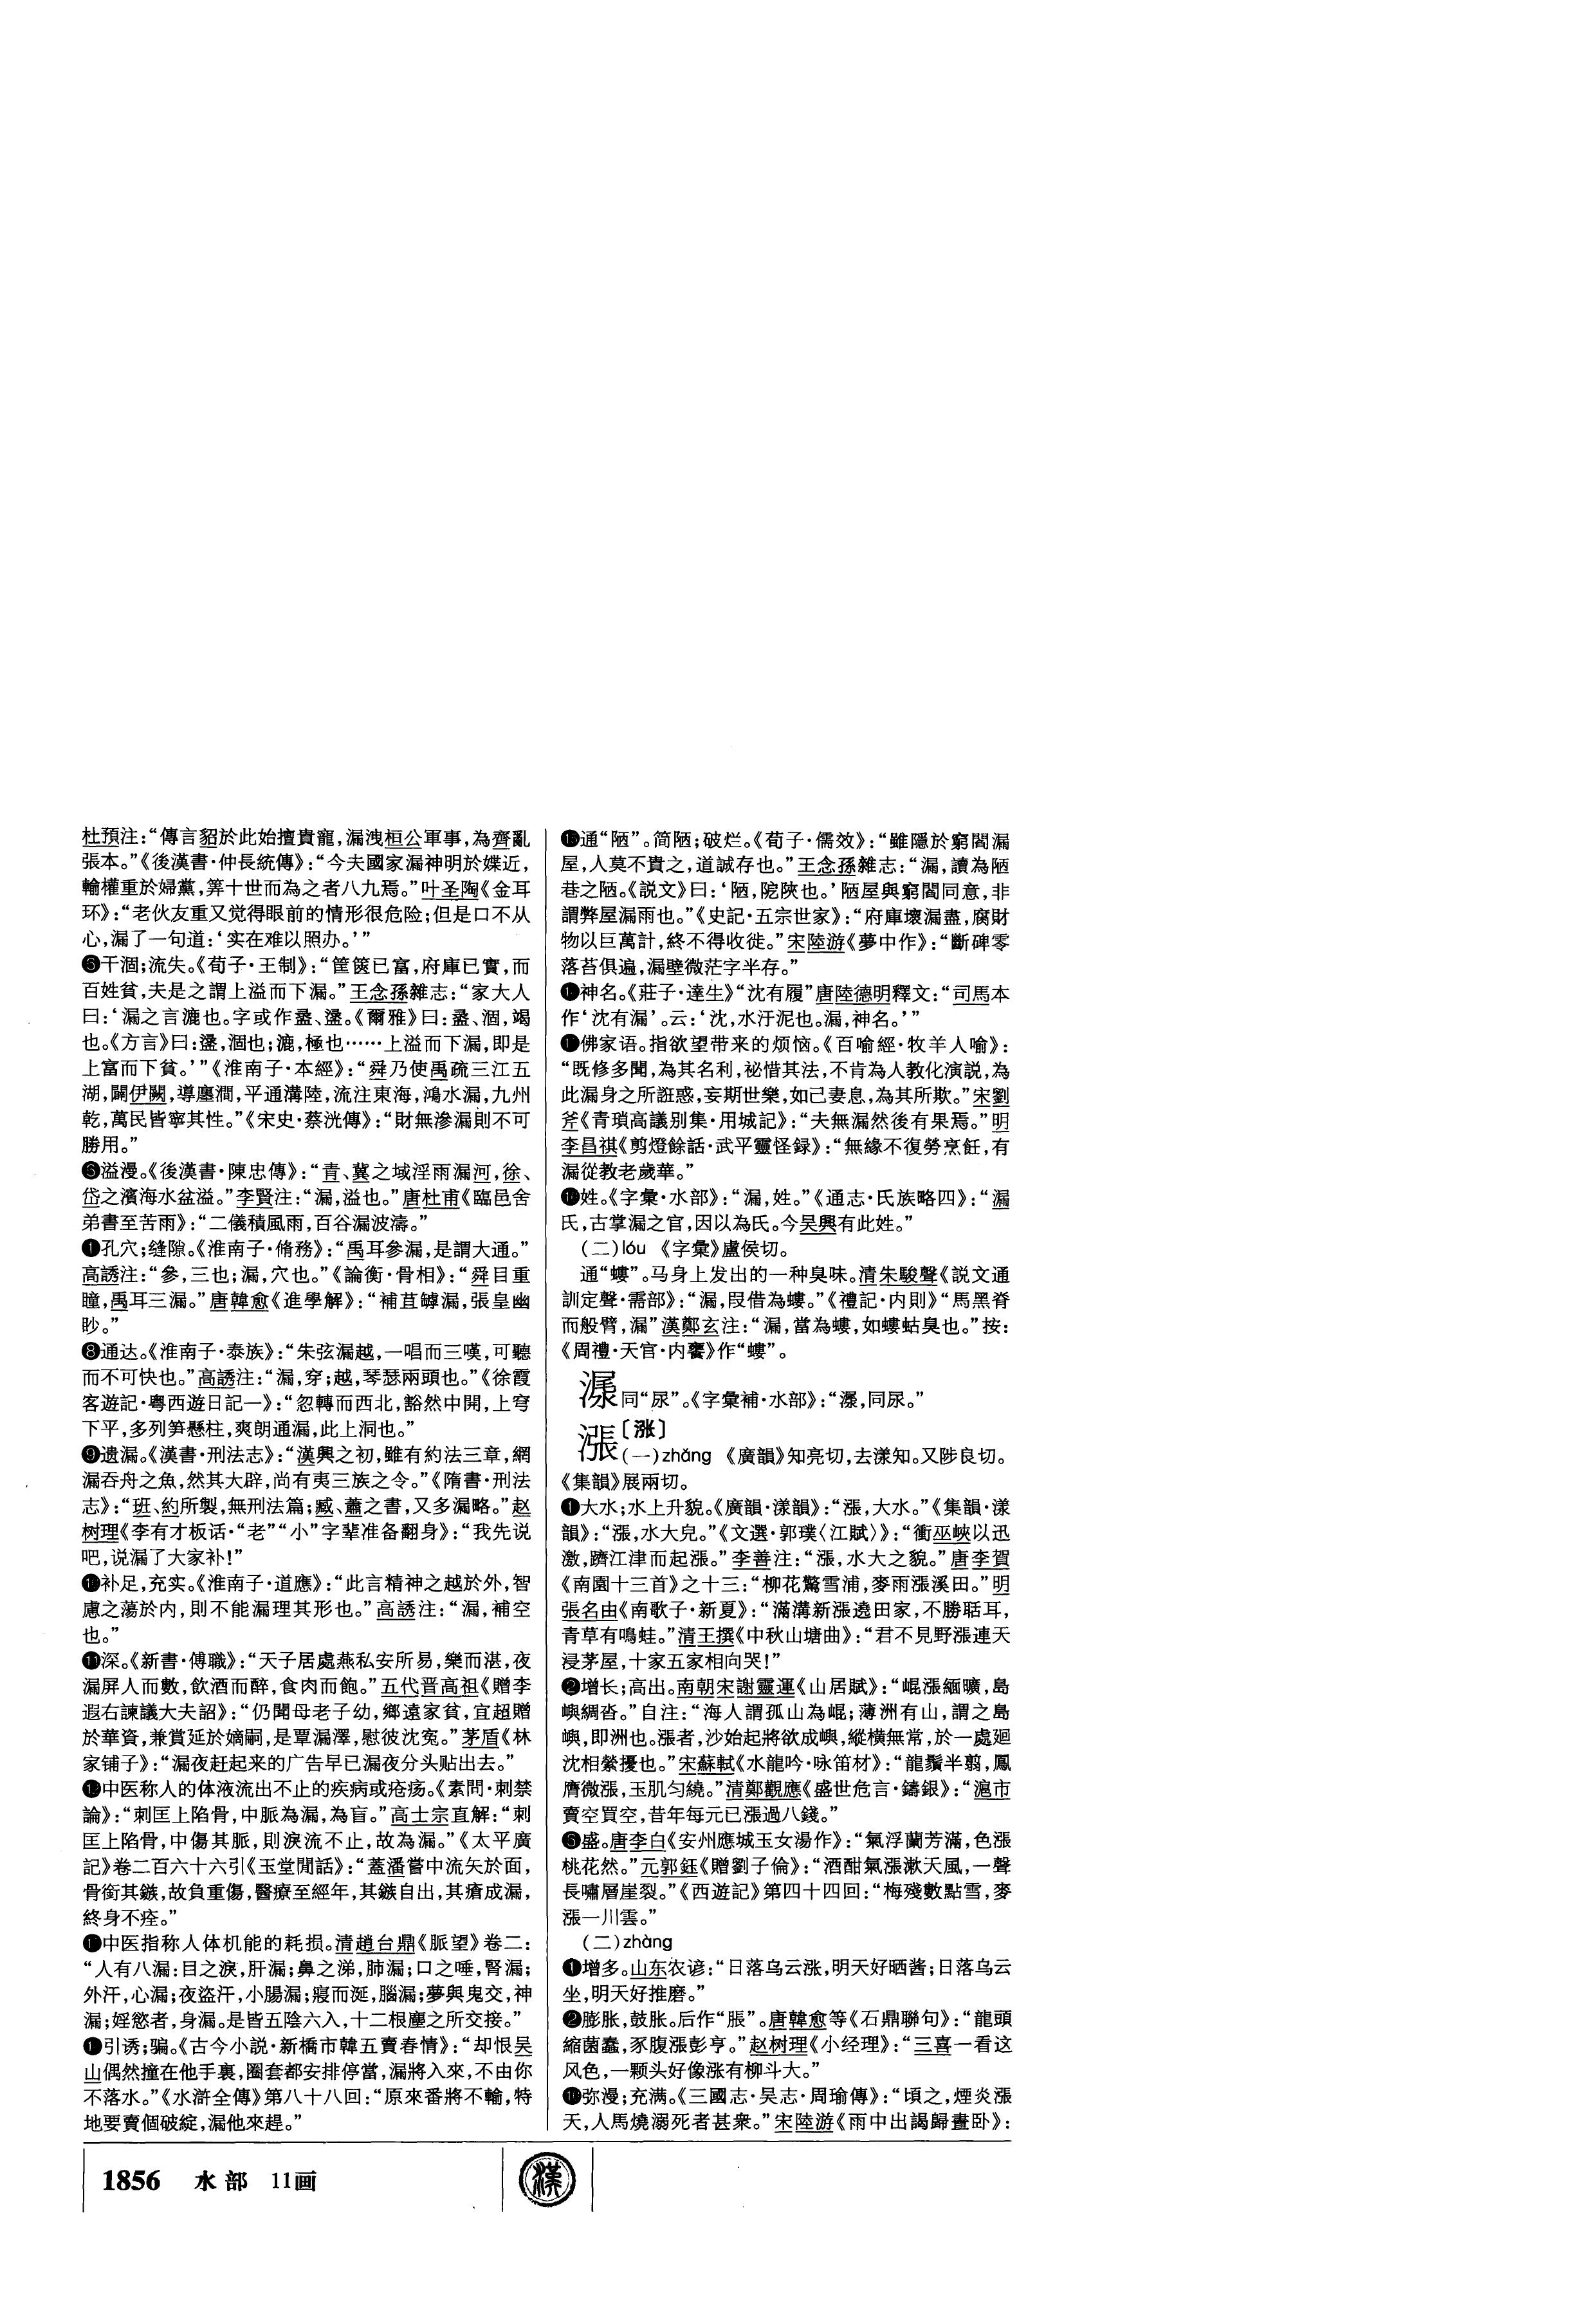 杜預注：“傳言貂於此始擅貴寵，漏洩桓公軍事，為齊亂
張本。”《後漢書·仲長統傳》：“今夫國家漏神明於媟近，
輸權重於婦黨，筭十世而為之者八九焉。”叶圣陶《金耳
环》：“老伙友重又觉得眼前的情形很危险；但是口不从
心，漏了一句道：‘实在难以照办。’”
❺干涸；流失。《荀子·王制》：“筐篋已富，府庫已實，而
百姓貧，夫是之謂上溢而下漏。”王念孫雜志：“家大人
曰：‘漏之言漉也。字或作盝、㿖。《爾雅》曰：盝、涸，竭
也。《方言》曰：㿖，涸也；漉，極也……上溢而下漏，即是
上富而下貧。’”《淮南子·本經》：“舜乃使禹疏三江五
湖，闢伊闕，導廛澗，平通溝陸，流注東海，鴻水漏，九州
乾，萬民皆寧其性。”《宋史·蔡洸傳》：“財無滲漏則不可
勝用。”
❻溢漫。《後漢書·陳忠傳》：“青、冀之域淫雨漏河，徐、
岱之濱海水盆溢。”李賢注：“漏，溢也。”唐杜甫《臨邑舍
弟書至苦雨》：“二儀積風雨，百谷漏波濤。”
❼孔穴；缝隙。《淮南子·脩務》：“禹耳參漏，是謂大通。”
高誘注：“參，三也；漏，穴也。”《論衡·骨相》：“舜目重
瞳，禹耳三漏。”唐韓愈《進學解》：“補苴罅漏，張皇幽
眇。”
❽通达。《淮南子·泰族》：“朱弦漏越，一唱而三嘆，可聽
而不可快也。”高誘注：“漏，穿；越，琴瑟兩頭也。”《徐霞
客遊記·粤西遊日記一》：“忽轉而西北，豁然中開，上穹
下平，多列笋懸柱，爽朗通漏，此上洞也。”
❾遗漏。《漢書·刑法志》：“漢興之初，雖有約法三章，網
漏吞舟之魚，然其大辟，尚有夷三族之令。”《隋書·刑法
志》：“班、約所製，無刑法篇；臧、蕭之書，又多漏略。”赵
树理《李有才板话·“老”“小”字辈准备翻身》：“我先说
吧，说漏了大家补！”
❿补足，充实。《淮南子·道應》：“此言精神之越於外，智
慮之蕩於内，則不能漏理其形也。”高誘注：“漏，補空
也。”
⓫深。《新書·傅職》：“天子居處燕私安所易，樂而湛，夜
漏屏人而數，飲酒而醉，食肉而飽。”五代晋高祖《贈李
遐右諫議大夫詔》：“仍聞母老子幼，鄉遠家貧，宜超贈
於華資，兼賞延於嫡嗣，是覃漏澤，慰彼沈寃。”茅盾《林
家铺子》：“漏夜赶起来的广告早已漏夜分头贴出去。”
⓬中医称人的体液流出不止的疾病或疮疡。《素問·刺禁
論》：“刺匡上陷骨，中脈為漏，為盲。”高士宗直解：“刺
匡上陷骨，中傷其脈，則淚流不止，故為漏。”《太平廣
記》卷二百六十六引《玉堂閒話》：“蓋潘嘗中流矢於面，
骨銜其鏃，故負重傷，醫療至經年，其鏃自出，其瘡成漏，
終身不痊。”
⓭中医指称人体机能的耗损。清趙台鼎《脈望》卷二：
“人有八漏：目之淚，肝漏；鼻之涕，肺漏；口之唾，腎漏；
外汗，心漏；夜盜汗，小腸漏；寢而涎，腦漏；夢與鬼交，神
漏；婬慾者，身漏。是皆五陰六入，十二根塵之所交接。”
⓮引诱；骗。《古今小説·新橋市韓五賣春情》：“却恨吴
山偶然撞在他手裏，圈套都安排停當，漏將入來，不由你
不落水。”《水滸全傳》第八十八回：“原來番將不輸，特
地要賣個破綻，漏他來趕。”
⓯通“陋”。简陋；破烂。《荀子·儒效》：“雖隱於窮閻漏
屋，人莫不貴之，道誠存也。”王念孫雜志：“漏，讀為陋
巷之陋。《説文》曰：‘陋，阸陝也。’陋屋與窮閻同意，非
謂弊屋漏雨也。”《史記·五宗世家》：“府庫壞漏盡，腐財
物以巨萬計，終不得收徙。”宋陸游《夢中作》：“斷碑零
落苔俱遍，漏壁微茫字半存。”
⓰神名。《莊子·達生》“沈有履”唐陸德明釋文：“司馬本
作‘沈有漏’。云：‘沈，水汙泥也。漏，神名。’”
⓱佛家语。指欲望带来的烦恼。《百喻經·牧羊人喻》：
“既修多聞，為其名利，祕惜其法，不肯為人教化演説，為
此漏身之所誑惑，妄期世樂，如己妻息，為其所欺。”宋劉
斧《青瑣高議别集·用城記》：“夫無漏然後有果焉。”明
李昌祺《剪燈餘話·武平靈怪録》：“無緣不復勞烹飪，有
漏從教老歲華。”
⓲姓。《字彙·水部》：“漏，姓。”《通志·氏族略四》：“漏
氏，古掌漏之官，因以為氏。今吴興有此姓。”
（二）lóu 《字彙》盧侯切。
通“螻”。马身上发出的一种臭味。清朱駿聲《説文通
訓定聲·需部》：“漏，叚借為螻。”《禮記·内則》“馬黑脊
而般臂，漏”漢鄭玄注：“漏，當為螻，如螻蛄臭也。”按：
《周禮·天官·内饔》作“螻”。
㵡同“尿”。《字彙補·水部》：“㵡，同尿。”
漲〔涨〕
（一）zhǎng 《廣韻》知亮切，去漾知。又陟良切。
《集韻》展兩切。
❶大水；水上升貌。《廣韻·漾韻》：“漲，大水。”《集韻·漾
韻》：“漲，水大皃。”《文選·郭璞〈江賦〉》：“衝巫峽以迅
激，躋江津而起漲。”李善注：“漲，水大之貌。”唐李賀
《南園十三首》之十三：“柳花驚雪浦，麥雨漲溪田。”明
張名由《南歌子·新夏》：“滿溝新漲遶田家，不勝聒耳，
青草有鳴蛙。”清王撰《中秋山塘曲》：“君不見野漲連天
浸茅屋，十家五家相向哭！”
❷增长；高出。南朝宋謝靈運《山居賦》：“崐漲緬曠，島
嶼綢沓。”自注：“海人謂孤山為崐；薄洲有山，謂之島
嶼，即洲也。漲者，沙始起將欲成嶼，縱横無常，於一處廻
沈相縈擾也。”宋蘇軾《水龍吟·咏笛材》：“龍鬚半翦，鳳
膺微漲，玉肌勻繞。”清鄭觀應《盛世危言·鑄銀》：“滬市
賣空買空，昔年每元已漲過八錢。”
❸盛。唐李白《安州應城玉女湯作》：“氣浮蘭芳滿，色漲
桃花然。”元郭鈺《贈劉子倫》：“酒酣氣漲漱天風，一聲
長嘯層崖裂。”《西遊記》第四十四回：“梅殘數點雪，麥
漲一川雲。”
（二）zhàng
❶增多。山东农谚：“日落乌云涨，明天好晒酱；日落乌云
坐，明天好推磨。”
❷膨胀，鼓胀。后作“脹”。唐韓愈等《石鼎聯句》：“龍頭
縮菌蠢，豕腹漲彭亨。”赵树理《小经理》：“三喜一看这
风色，一颗头好像涨有柳斗大。”
❸弥漫；充满。《三國志·吴志·周瑜傳》：“頃之，煙炎漲
天，人馬燒溺死者甚衆。”宋陸游《雨中出謁歸晝卧》：
1856 水部 11画
漢